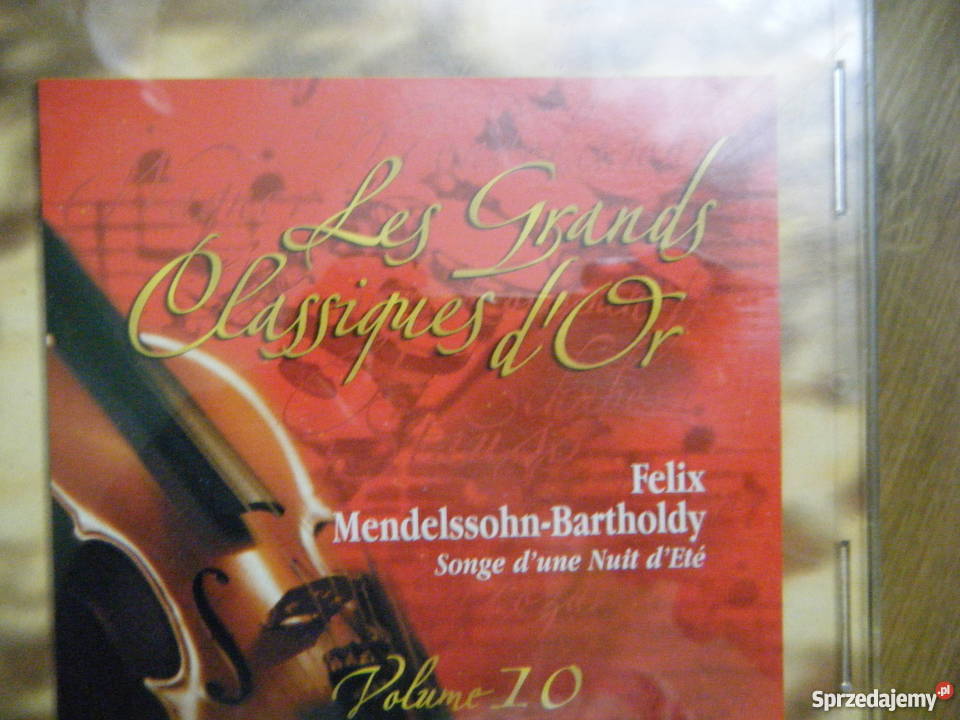 Les Grands
Classiques d'Or
Felix
Mendelssohn-Bartholdy
Songe d'une Nuit d'Eté
Volume 10
Sprzedajemy.pl